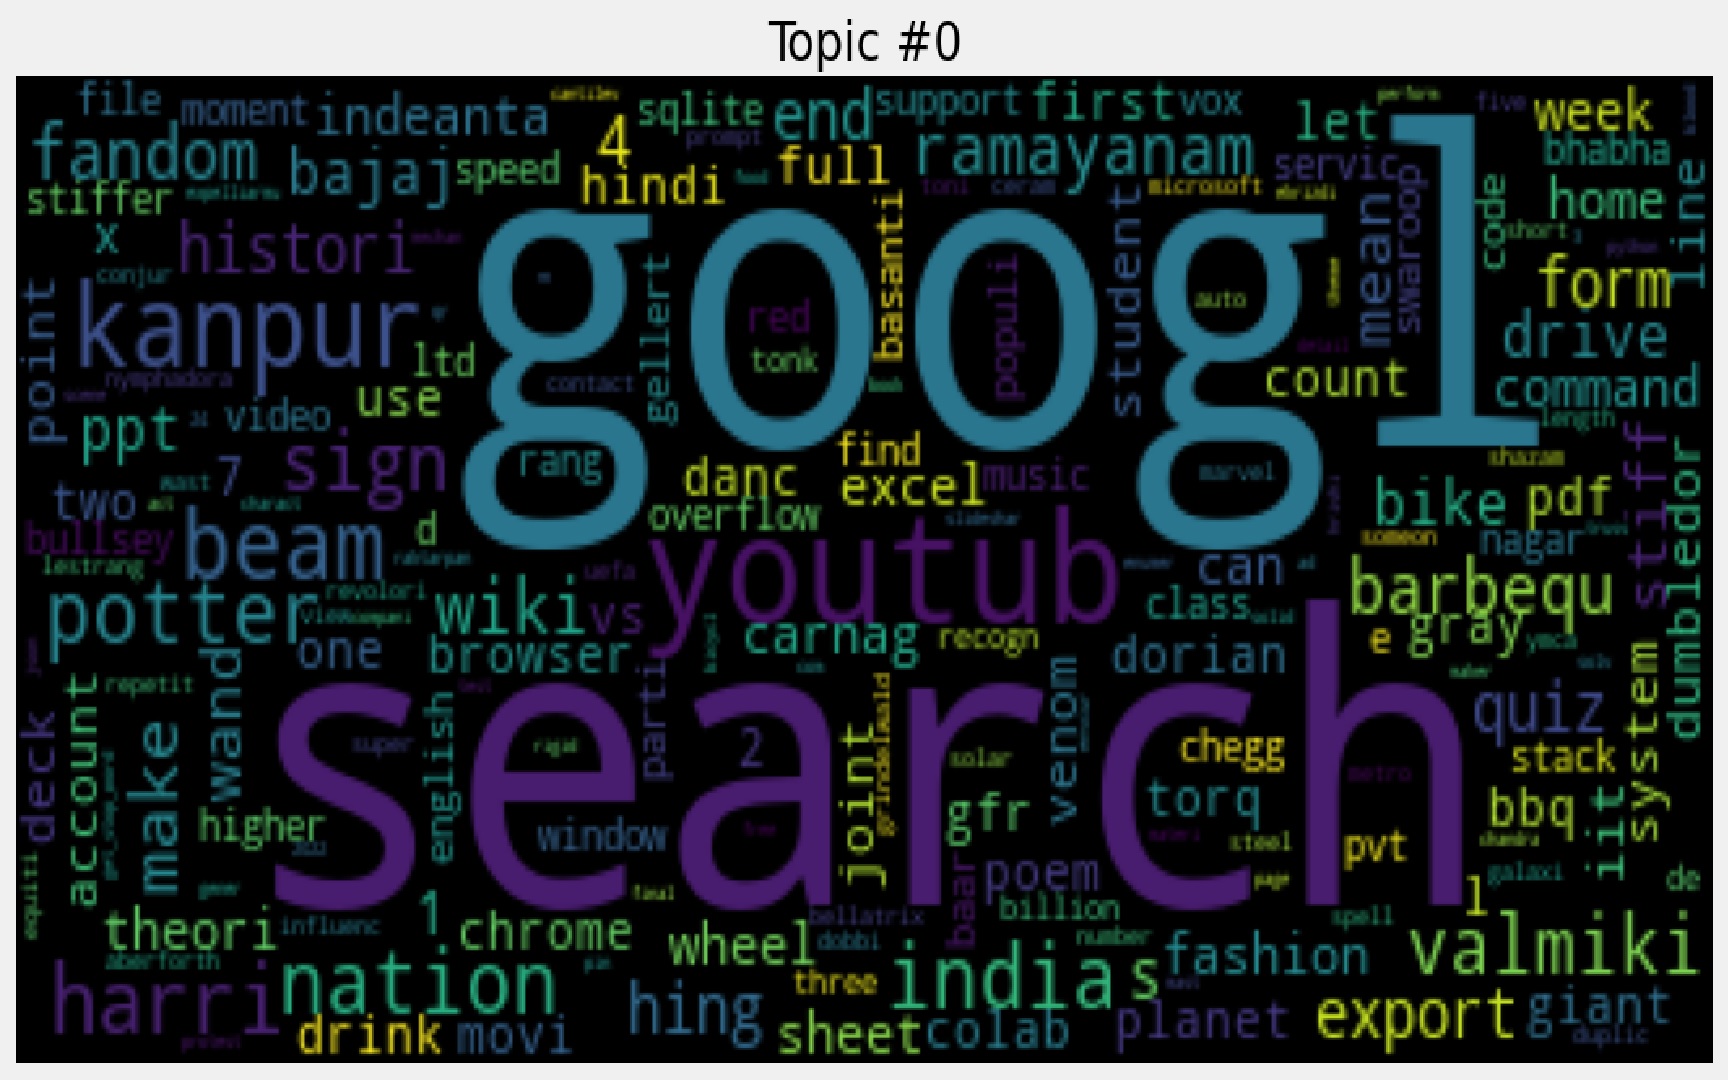 Topic #0
file moment indeanta sqlite end support first vox let five week
fandom bajaj speed 4 prompt full ramayanam servic bhabha
stiffer hindi toni ceram microsoft swaroop home line
x histori basanti student mean code short python
conjur googl form
point kanpur ltd gellert red tonk populi auto drive
nymphadora use contact count command
ppt video length
sign rang danc find excel music marvel shazam stiff dumbledor
two mast 7 bike pdf
bullsey beam d overflow slideshar someon nagar
lestrang youtub can
potter revolori wiki vs uefa class barbequ
one browser carnag recogn dorian e gray ymca
account repetit wand parti
deck make english search 2 joint grindelwald solar venom chegg quiz stack system
super rigid metro
higher window gfr torq steel pvt bbq iit
equiti baar poem page l galaxi de
theori influenc 1 chrome final bellatrix billion spell
aberforth wheel dobbi number fashion valmiki
harri nation three indias s
drink movi hing sheet colab planet export giant
duplic